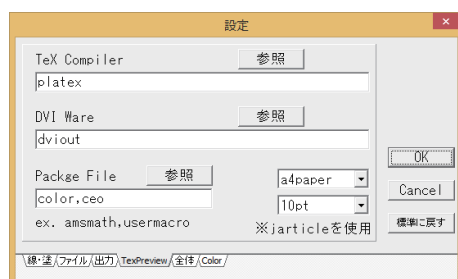 設定
×
TeX Compiler 参照
platex
DVI Ware 参照
dviout
Packge File 参照
color,ceo
ex. amsmath,usermacro
a4paper
10pt
※jarticleを使用
OK
Cancel
標準に戻す
線・塗 ファイル 出力 TexPreview 全体 Color